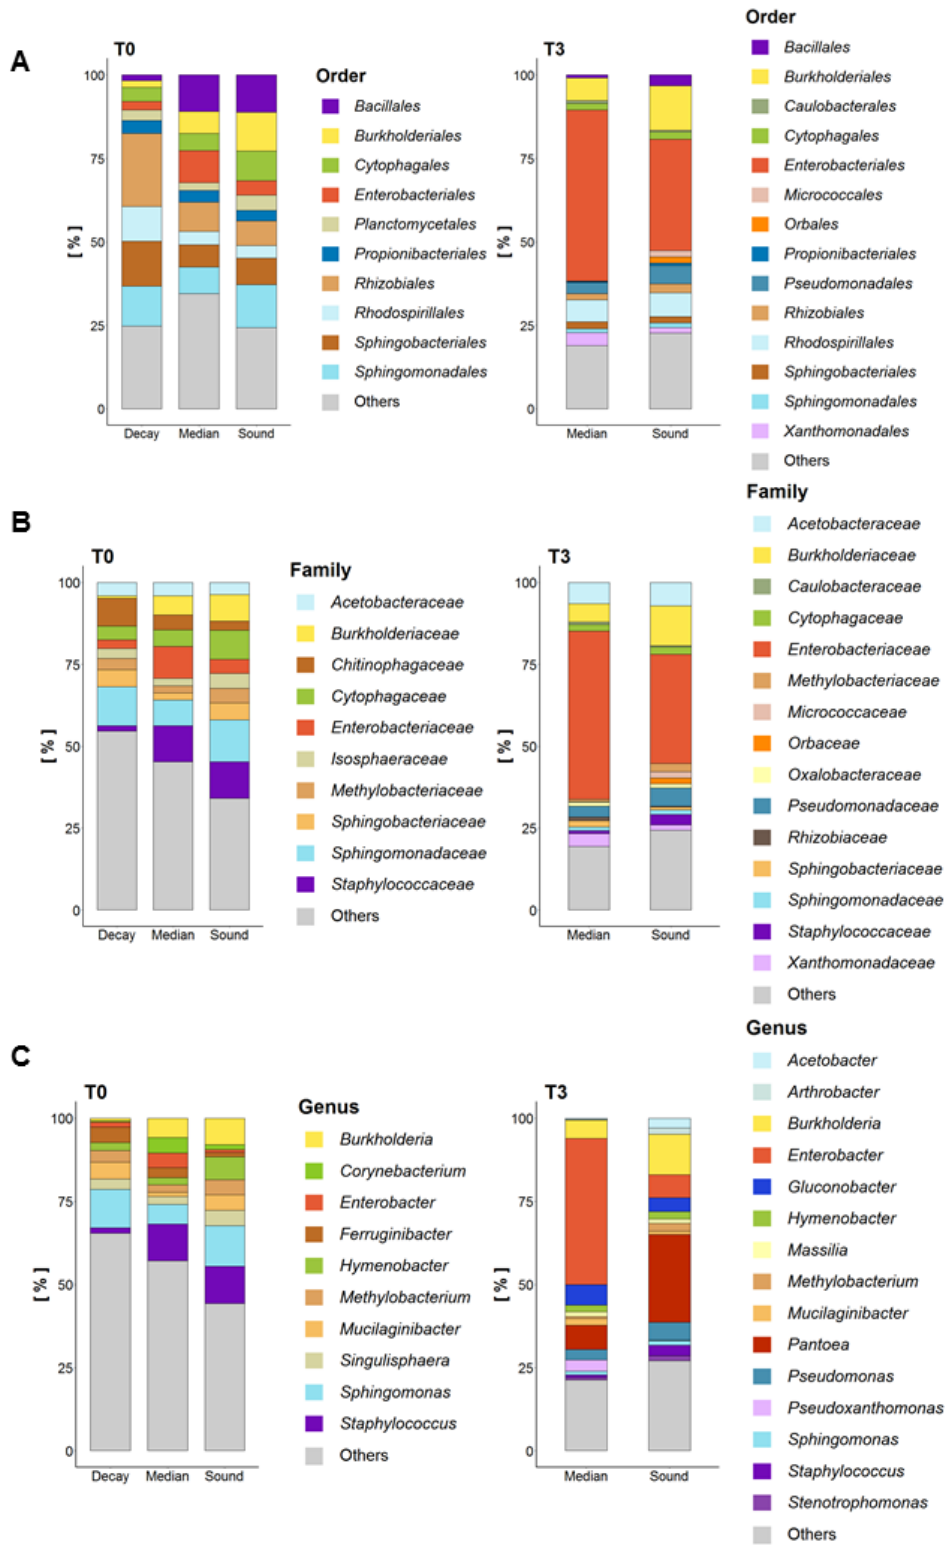 A
T0
[ % ]
100
75
50
25
0
Decay
Median
Sound
Order
Bacillales
Burkholderiales
Cytophagales
Enterobacteriales
Planctomycetales
Propionibacteriales
Rhizobiales
Rhodospirillales
Sphingobacteriales
Sphingomonadales
Others
T3
[ % ]
100
75
50
25
0
Median
Sound
Order
Bacillales
Burkholderiales
Caulobacterales
Cytophagales
Enterobacteriales
Micrococcales
Orbales
Propionibacteriales
Pseudomonadales
Rhizobiales
Rhodospirillales
Sphingobacteriales
Sphingomonadales
Xanthomonadales
Others
B
T0
[ % ]
100
75
50
25
0
Decay
Median
Sound
Family
Acetobacteraceae
Burkholderiaceae
Chitinophagaceae
Cytophagaceae
Enterobacteriaceae
Isosphaeraceae
Methylobacteriaceae
Sphingobacteriaceae
Sphingomonadaceae
Staphylococcaceae
Others
T3
[ % ]
100
75
50
25
0
Median
Sound
Family
Acetobacteraceae
Burkholderiaceae
Caulobacteraceae
Cytophagaceae
Enterobacteriaceae
Methylobacteriaceae
Micrococcaceae
Orbaceae
Oxalobacteraceae
Pseudomonadaceae
Rhizobiaceae
Sphingobacteriaceae
Sphingomonadaceae
Staphylococcaceae
Xanthomonadaceae
Others
C
T0
[ % ]
100
75
50
25
0
Decay
Median
Sound
Genus
Burkholderia
Corynebacterium
Enterobacter
Ferruginibacter
Hymenobacter
Methylobacterium
Mucilaginibacter
Singulisphaera
Sphingomonas
Staphylococcus
Others
T3
[ % ]
100
75
50
25
0
Median
Sound
Genus
Acetobacter
Arthrobacter
Burkholderia
Enterobacter
Gluconobacter
Hymenobacter
Massilia
Methylobacterium
Mucilaginibacter
Pantoea
Pseudomonas
Pseudoxanthomonas
Sphingomonas
Staphylococcus
Stenotrophomonas
Others